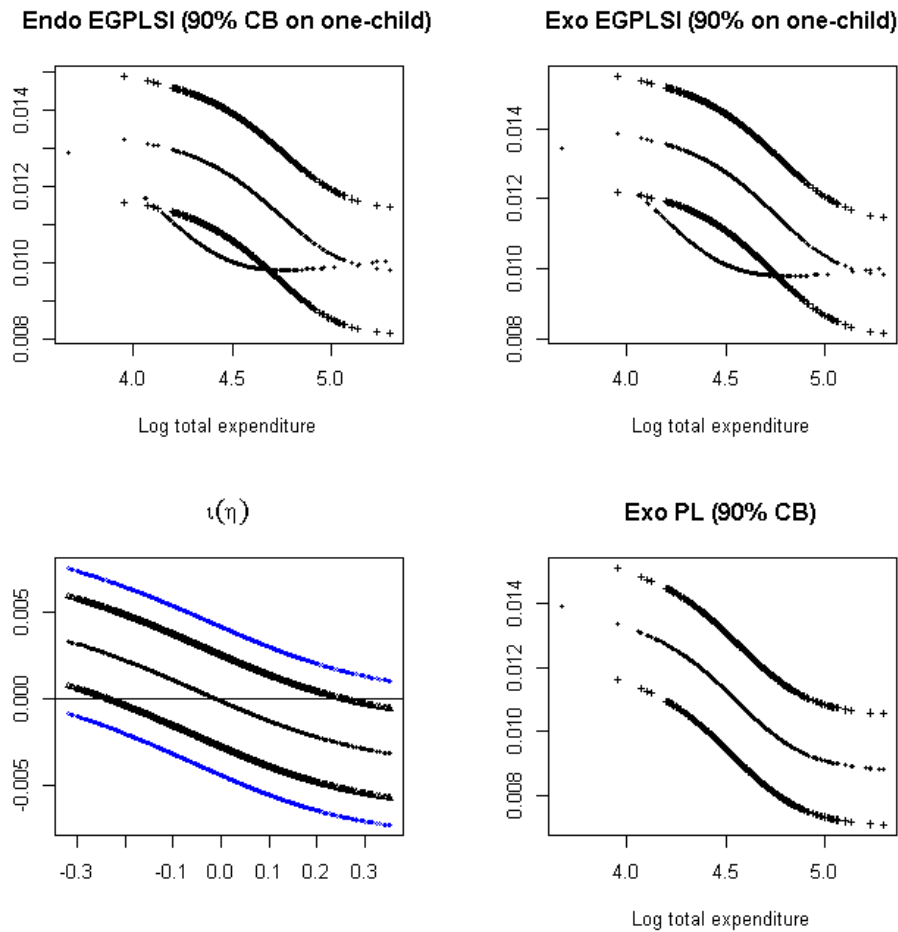 Endo EGPLSI (90% CB on one-child)
0.014
0.012
0.010
0.008
4.0 4.5 5.0
Log total expenditure
Exo EGPLSI (90% on one-child)
0.014
0.012
0.010
0.008
4.0 4.5 5.0
Log total expenditure
ι(η)
0.005
0.000
-0.005
-0.3 -0.1 0.0 0.1 0.2 0.3
Exo PL (90% CB)
0.014
0.012
0.010
0.008
4.0 4.5 5.0
Log total expenditure